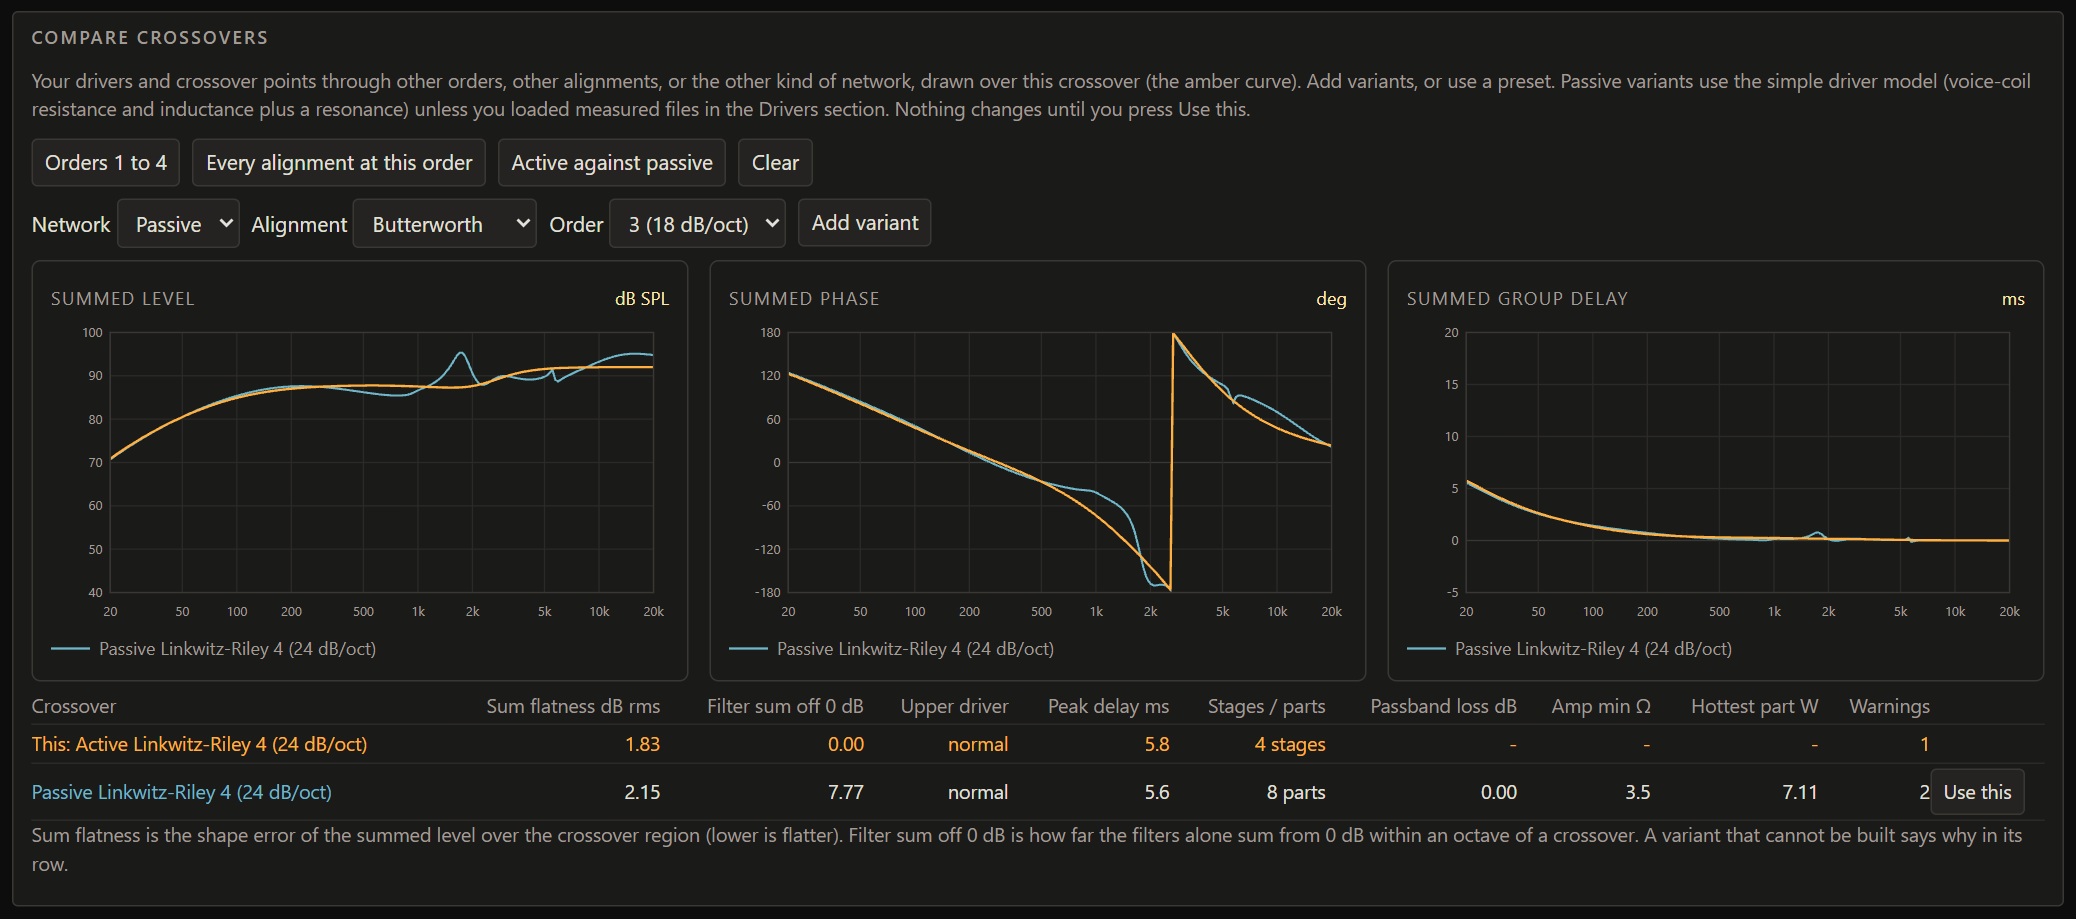 COMPARE CROSSOVERS
Your drivers and crossover points through other orders, other alignments, or the other kind of network, drawn over this crossover (the amber curve). Add variants, or use a preset. Passive variants use the simple driver model (voice-coil
resistance and inductance plus a resonance) unless you loaded measured files in the Drivers section. Nothing changes until you press Use this.
Orders 1 to 4 Every alignment at this order Active against passive Clear
Network Passive Alignment Butterworth Order 3 (18 dB/oct) Add variant
SUMMED LEVEL dB SPL
100
90
80
70
60
50
40
20 50 100 200 500 1k 2k 5k 10k 20k
Passive Linkwitz-Riley 4 (24 dB/oct)
SUMMED PHASE deg
180
120
60
0
-60
-120
-180
20 50 100 200 500 1k 2k 5k 10k 20k
Passive Linkwitz-Riley 4 (24 dB/oct)
SUMMED GROUP DELAY ms
20
15
10
5
0
-5
20 50 100 200 500 1k 2k 5k 10k 20k
Passive Linkwitz-Riley 4 (24 dB/oct)
Crossover Sum flatness dB rms Filter sum off 0 dB Upper driver Peak delay ms Stages / parts Passband loss dB Amp min Ω Hottest part W Warnings
This: Active Linkwitz-Riley 4 (24 dB/oct) 1.83 0.00 normal 5.8 4 stages - - - 1
Passive Linkwitz-Riley 4 (24 dB/oct) 2.15 7.77 normal 5.6 8 parts 0.00 3.5 7.11 2 Use this
Sum flatness is the shape error of the summed level over the crossover region (lower is flatter). Filter sum off 0 dB is how far the filters alone sum from 0 dB within an octave of a crossover. A variant that cannot be built says why in its
row.